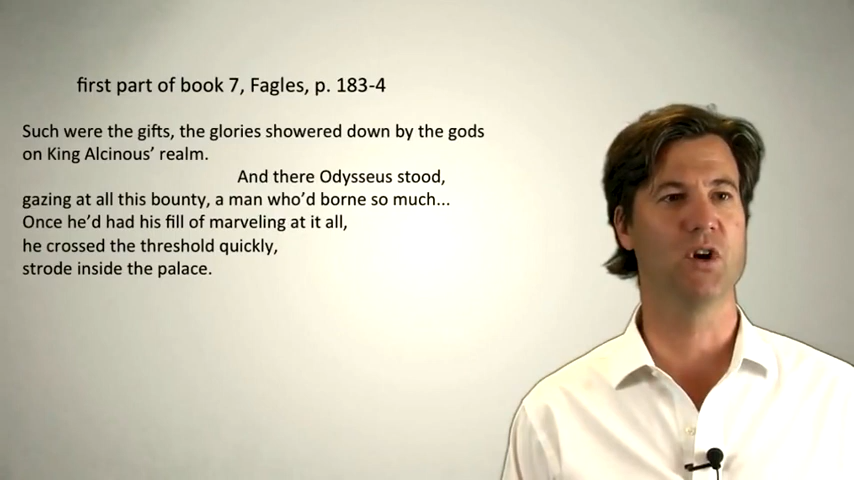 first part of book 7, Fagles, p. 183-4
Such were the gifts, the glories showered down by the gods
on King Alcinous’ realm.
And there Odysseus stood,
gazing at all this bounty, a man who’d borne so much...
Once he’d had his fill of marveling at it all,
he crossed the threshold quickly,
strode inside the palace.